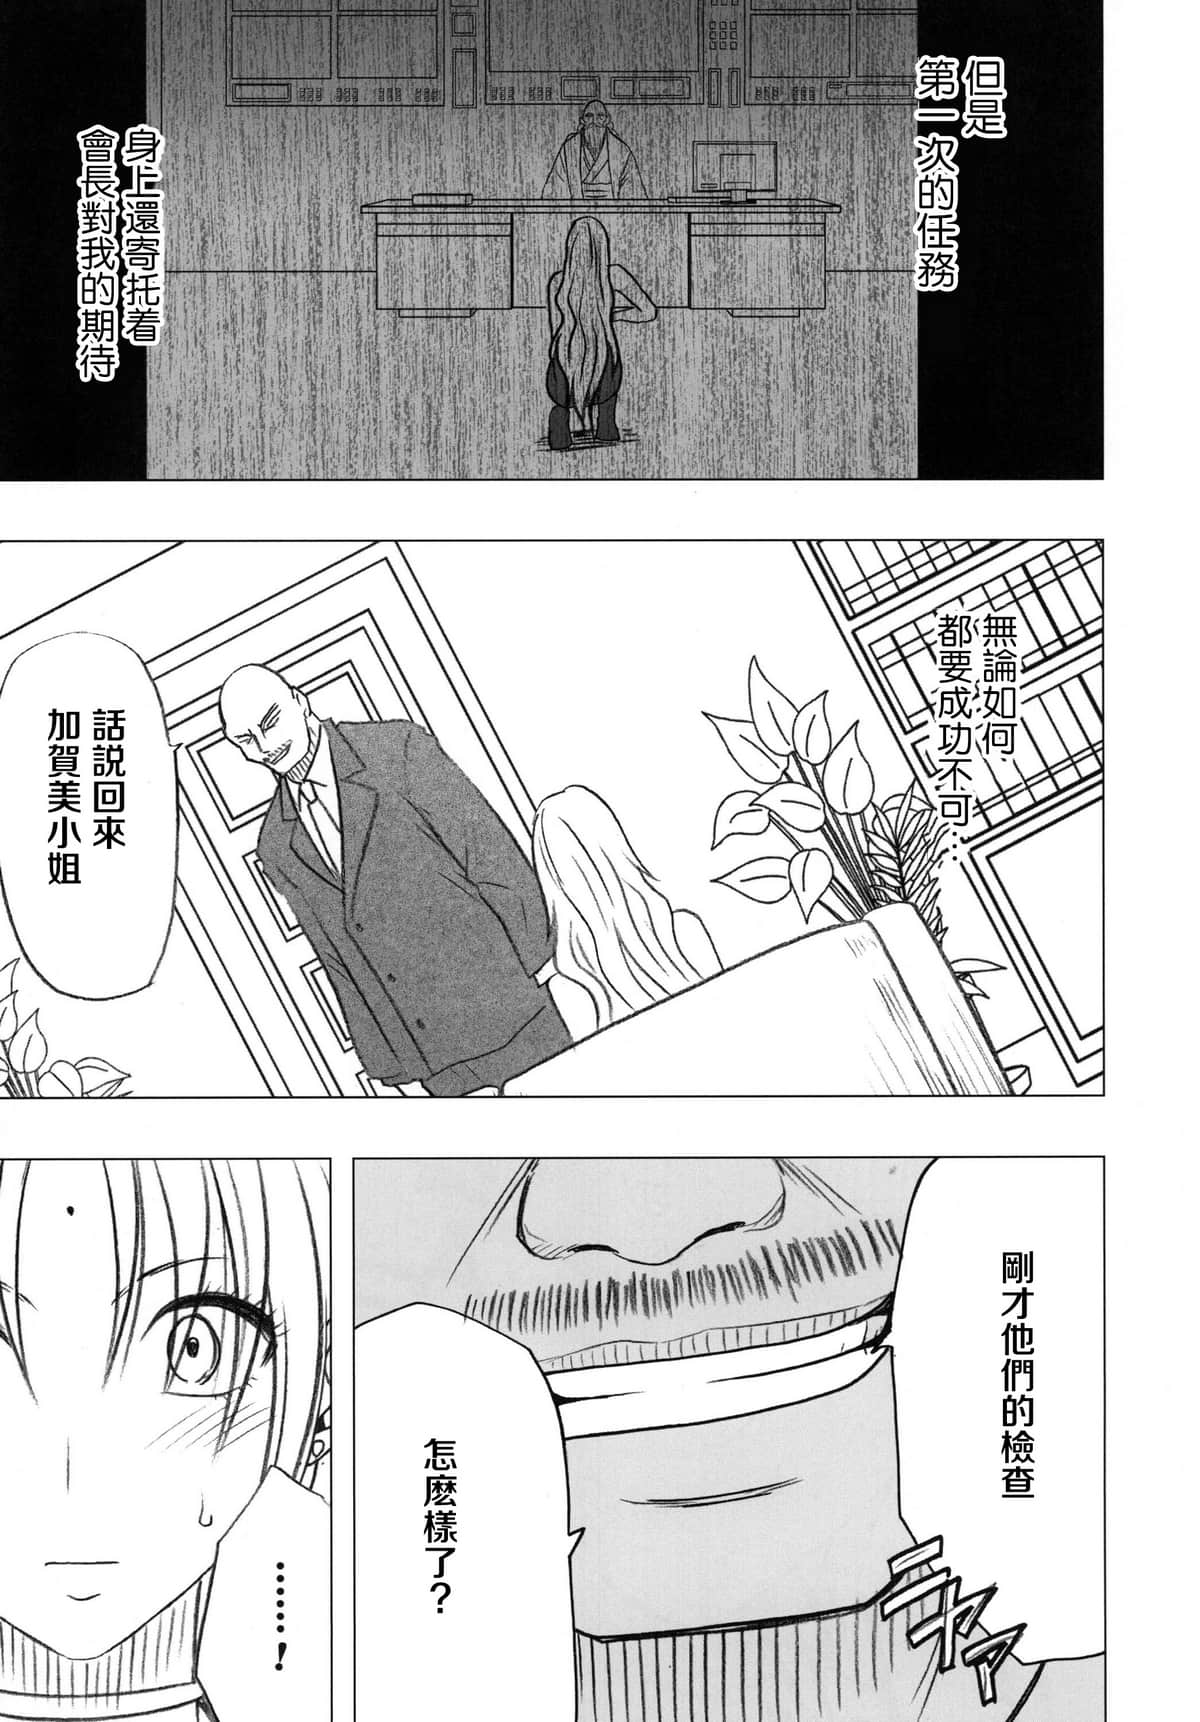 但是
第一次的任務
身上還寄托着
會長對我的期待
無論如何
都要成功不可…
話説回來
加賀美小姐
剛才他們的檢查
怎麽樣了？
ニヤァ
……！